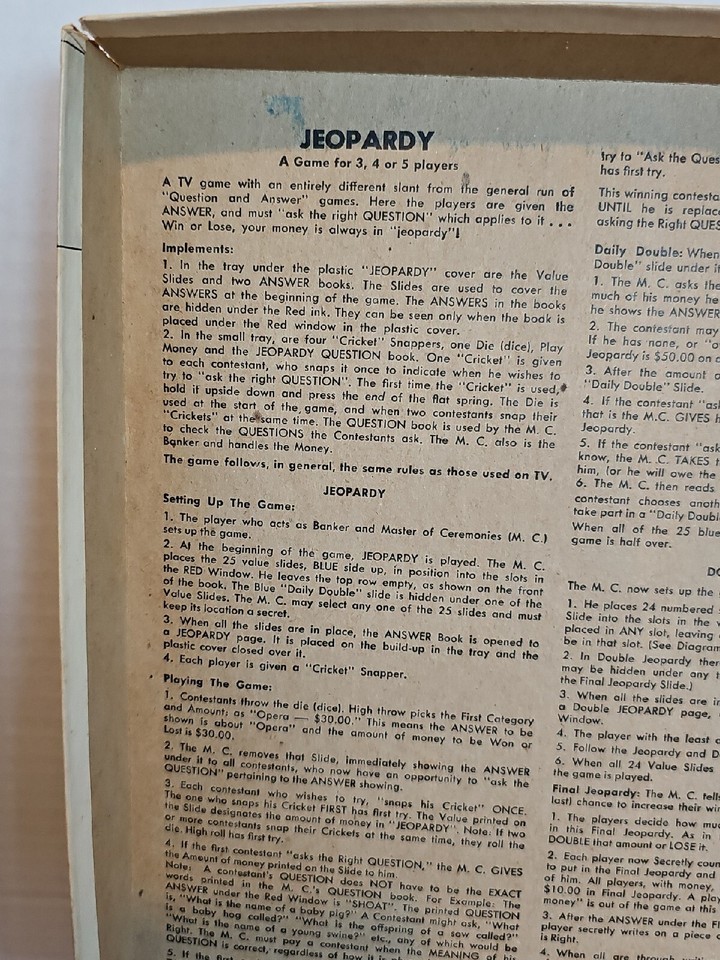 JEOPARDY
A Game for 3, 4 or 5 players
A TV game with an entirely different slant from the general run of
"Question and Answer" games. Here the players are given the
ANSWER, and must "ask the right QUESTION" which applies to it . . .
Win or Lose, your money is always in "jeopardy"!
Implements:
1. In the tray under the plastic "JEOPARDY" cover are the Value
Slides and two ANSWER books. The Slides are used to cover the
ANSWERS at the beginning of the game. The ANSWERS in the books
are hidden under the Red ink. They can be seen only when the book is
placed under the Red window in the plastic cover.
2. In the small tray, are four "Cricket" Snappers, one Die (dice), Play
Money and the JEOPARDY QUESTION book. One "Cricket" is given
to each contestant, who snaps it once to indicate when he wishes to
try to "ask the right QUESTION". The first time the "Cricket" is used,
hold it upside down and press the end of the flat spring. The Die is
used at the start of the game, and when two contestants snap their
"Crickets" at the same time. The QUESTION book is used by the M. C.
to check the QUESTIONS the Contestants ask. The M. C. also is the
Banker and handles the Money.
The game follows, in general, the same rules as those used on TV.
JEOPARDY
Setting Up The Game:
1. The player who acts as Banker and Master of Ceremonies (M. C.)
sets up the game.
2. At the beginning of the game, JEOPARDY is played. The M. C.
places the 25 value slides, BLUE side up, in position into the slots in
the RED Window. He leaves the top row empty, as shown on the front
of the book. The Blue "Daily Double" slide is hidden under one of the
Value Slides. The M. C. may select any one of the 25 slides and must
keep its location a secret.
3. When all the slides are in place, the ANSWER Book is opened to
a JEOPARDY page. It is placed on the build-up in the tray and the
plastic cover closed over it.
4. Each player is given a "Cricket" Snapper.
Playing The Game:
1. Contestants throw the die (dice). High throw picks the First Category
and Amount; as "Opera — $30.00." This means the ANSWER to be
shown is about "Opera" and the amount of money to be Won or
Lost is $30.00.
2. The M. C. removes that Slide, immediately showing the ANSWER
under it to all contestants, who now have an opportunity to "ask the
QUESTION" pertaining to the ANSWER showing.
3. Each contestant who wishes to try, "snaps his Cricket" ONCE.
The one who snaps his Cricket FIRST has first try. The Value printed on
the Slide designates the amount of money in "JEOPARDY". Note: If two
or more contestants snap their Crickets at the same time, they roll the
die. High roll has first try.
4. If the first contestant "asks the Right QUESTION," the M. C. GIVES
the Amount of money printed on the Slide to him.
Note: A contestant's QUESTION does NOT have to be the EXACT
words printed in the M. C.'s QUESTION book. For Example: The
ANSWER under the Red Window is "SHOAT". The printed QUESTION
is, "What is the name of a baby pig?" A Contestant might ask, "What
is a baby hog called?" "What is the offspring of a sow called?"
"What is the name of a young swine?" etc., any of which would be
Right. The M. C. must pay a contestant when the MEANING of his
QUESTION is correct, regardless of how it is
5. If the first
try to "Ask the Ques
has first try.
This winning contesta
UNTIL he is replac
asking the Right QUES
Daily Double: When
Double" slide under it
1. The M. C. asks the
much of his money he
he shows the ANSWER
2. The contestant may
If he has none, or "o
Jeopardy is $50.00 on a
3. After the amount o
"Daily Double" Slide.
4. If the contestant "ask
that is the M.C. GIVES h
Jeopardy.
5. If the contestant "ask
know, the M. C. TAKES t
him, (or he will owe the
6. The M. C. then reads
contestant chooses anoth
take part in a "Daily Doubl
When all of the 25 blue
game is half over.
DO
The M. C. now sets up the
1. He places 24 numbered
Slide into the slots in the
placed in ANY slot, leaving
be in that slot. (See Diagram
2. In Double Jeopardy ther
may be hidden under any t
the Final Jeopardy Slide.)
3. When all the slides are in
a Double JEOPARDY page,
Window.
4. The player with the least
5. Follow the Jeopardy and D
6. When all 24 Value Slides
the game is played.
Final Jeopardy: The M. C. tells
last) chance to increase their win
1. The players decide how muc
in this Final Jeopardy. As in
DOUBLE that amount or LOSE it.
2. Each player now Secretly coun
to put in the Final Jeopardy and
of him. All players, with money,
$10.00 in Final Jeopardy. A play
money" is out of the game at this
3. After the ANSWER under the F
player secretly writes on a piece
is Right.
4. When all are through